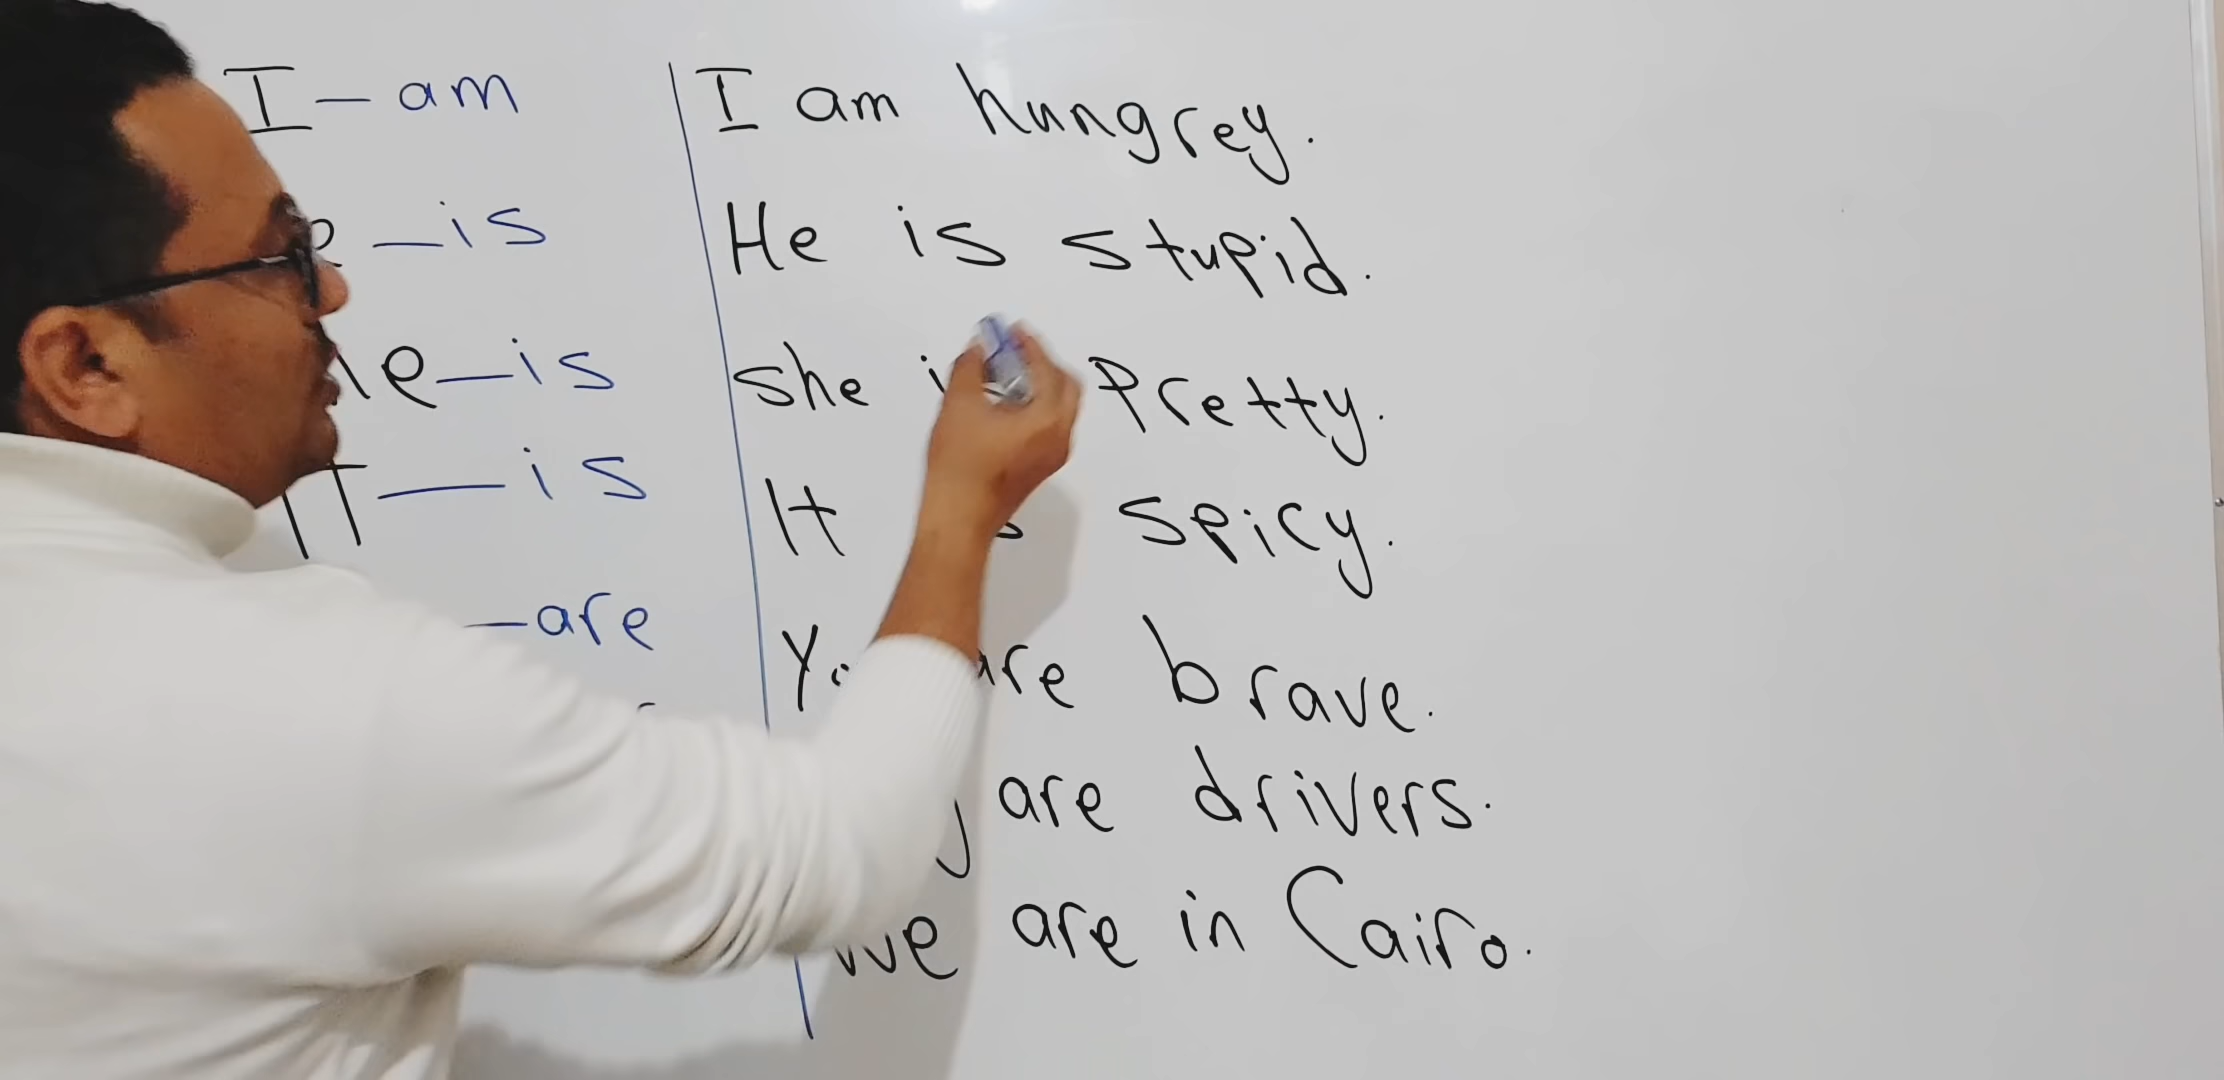 I - am
I am hungrey.
- is
He is stupid.
- is
she Pretty.
- is
It spicy.
- are
brave.
are drivers.
we are in Cairo.